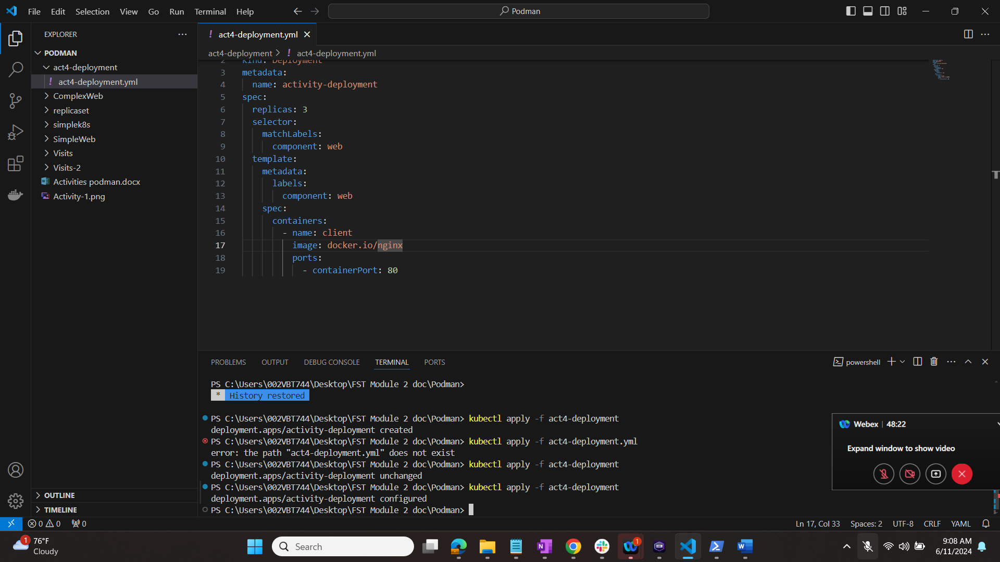 File Edit Selection View Go Run Terminal Help
Podman
EXPLORER
PODMAN
act4-deployment
! act4-deployment.yml
ComplexWeb
replicaset
simplek8s
SimpleWeb
Visits
Visits-2
Activities podman.docx
Activity-1.png
OUTLINE
TIMELINE
! act4-deployment.yml
act4-deployment > ! act4-deployment.yml
2 kind: Deployment
3 metadata:
4 name: activity-deployment
5 spec:
6 replicas: 3
7 selector:
8 matchLabels:
9 component: web
10 template:
11 metadata:
12 labels:
13 component: web
14 spec:
15 containers:
16 - name: client
17 image: docker.io/nginx
18 ports:
19 - containerPort: 80
PROBLEMS OUTPUT DEBUG CONSOLE TERMINAL PORTS
powershell
PS C:\Users\002VBT744\Desktop\FST Module 2 doc\Podman>
* History restored
PS C:\Users\002VBT744\Desktop\FST Module 2 doc\Podman> kubectl apply -f act4-deployment
deployment.apps/activity-deployment created
PS C:\Users\002VBT744\Desktop\FST Module 2 doc\Podman> kubectl apply -f act4-deployment.yml
error: the path "act4-deployment.yml" does not exist
PS C:\Users\002VBT744\Desktop\FST Module 2 doc\Podman> kubectl apply -f act4-deployment
deployment.apps/activity-deployment unchanged
PS C:\Users\002VBT744\Desktop\FST Module 2 doc\Podman> kubectl apply -f act4-deployment
deployment.apps/activity-deployment configured
PS C:\Users\002VBT744\Desktop\FST Module 2 doc\Podman>
Webex | 48:22
Expand window to show video
0 0 0
Ln 17, Col 33 Spaces: 2 UTF-8 CRLF YAML
1
76°F
Cloudy
Search
N
1
W
9:08 AM
6/11/2024